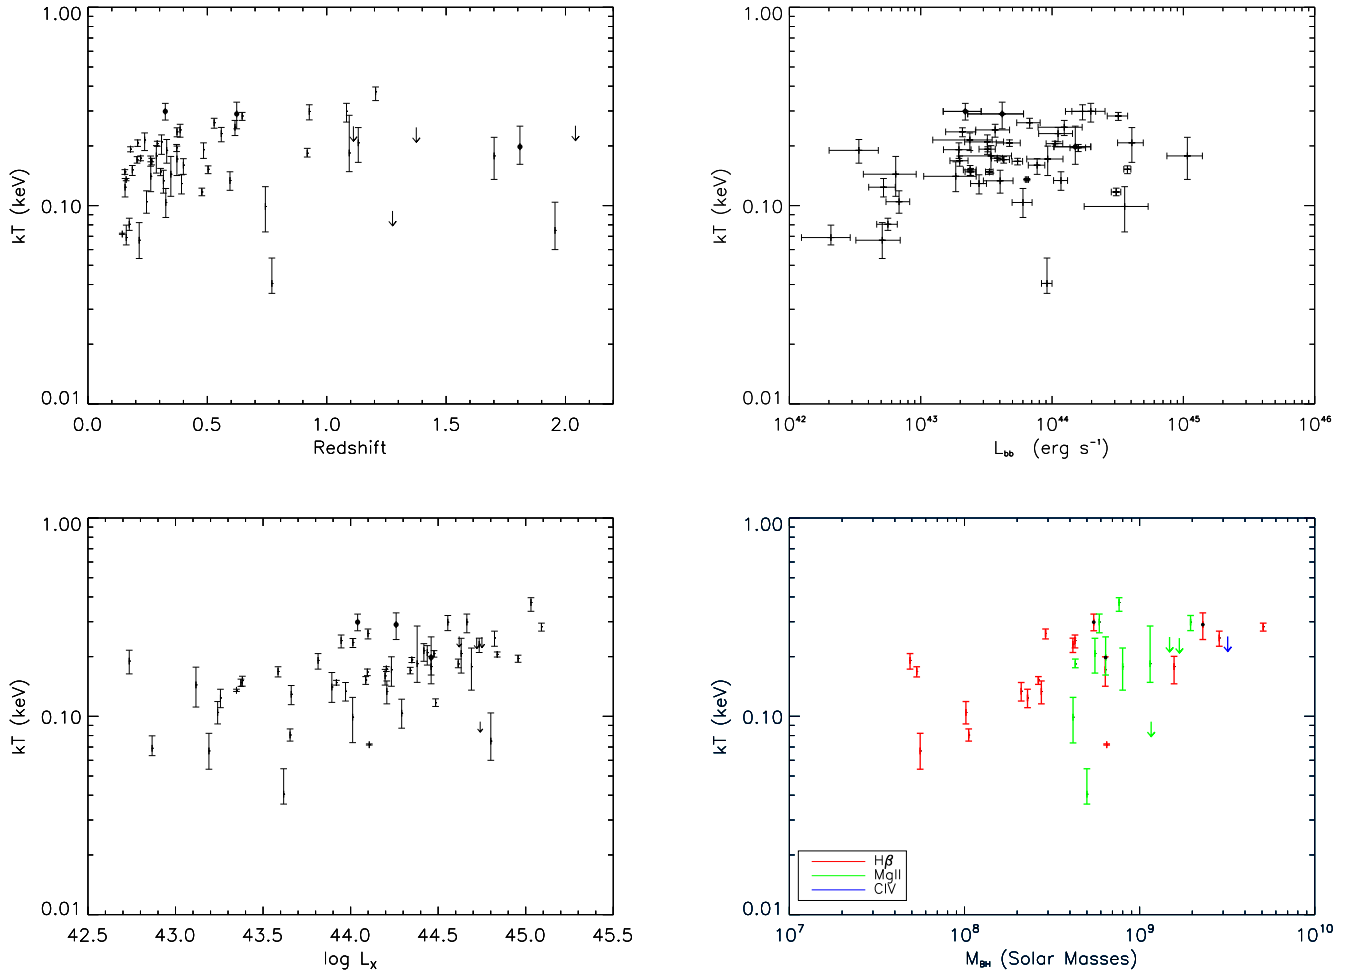 1.00
0.10
0.01
kT (keV)
0.0 0.5 1.0 1.5 2.0
Redshift
1.00
0.10
0.01
kT (keV)
10⁴² 10⁴³ 10⁴⁴ 10⁴⁵ 10⁴⁶
L_bb (erg s⁻¹)
1.00
0.10
0.01
kT (keV)
42.5 43.0 43.5 44.0 44.5 45.0 45.5
log L_X
1.00
0.10
0.01
kT (keV)
Hβ
MgII
CIV
10⁷ 10⁸ 10⁹ 10¹⁰
M_BH (Solar Masses)